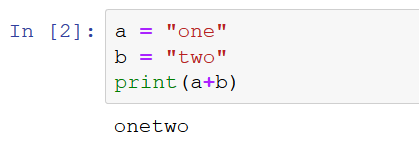 In [2]: a = "one"
b = "two"
print(a+b)
onetwo